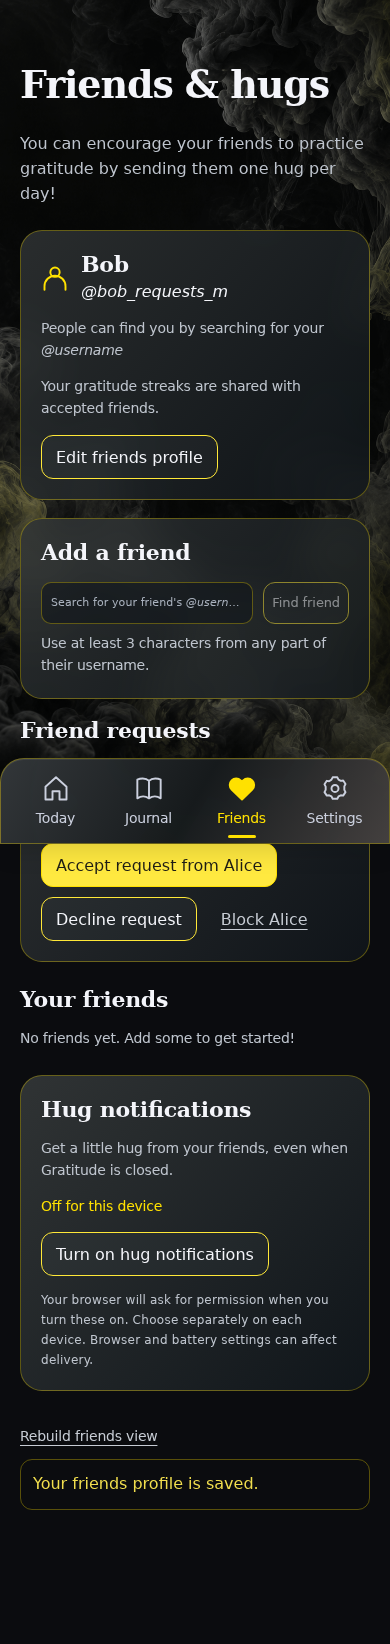 Friends & hugs
You can encourage your friends to practice
gratitude by sending them one hug per
day!
Bob
@bob_requests_m
People can find you by searching for your
@username
Your gratitude streaks are shared with
accepted friends.
Edit friends profile
Add a friend
Search for your friend's @usern...
Find friend
Use at least 3 characters from any part of
their username.
Friend requests
Today
Journal
Friends
Settings
Accept request from Alice
Decline request
Block Alice
Your friends
No friends yet. Add some to get started!
Hug notifications
Get a little hug from your friends, even when
Gratitude is closed.
Off for this device
Turn on hug notifications
Your browser will ask for permission when you
turn these on. Choose separately on each
device. Browser and battery settings can affect
delivery.
Rebuild friends view
Your friends profile is saved.